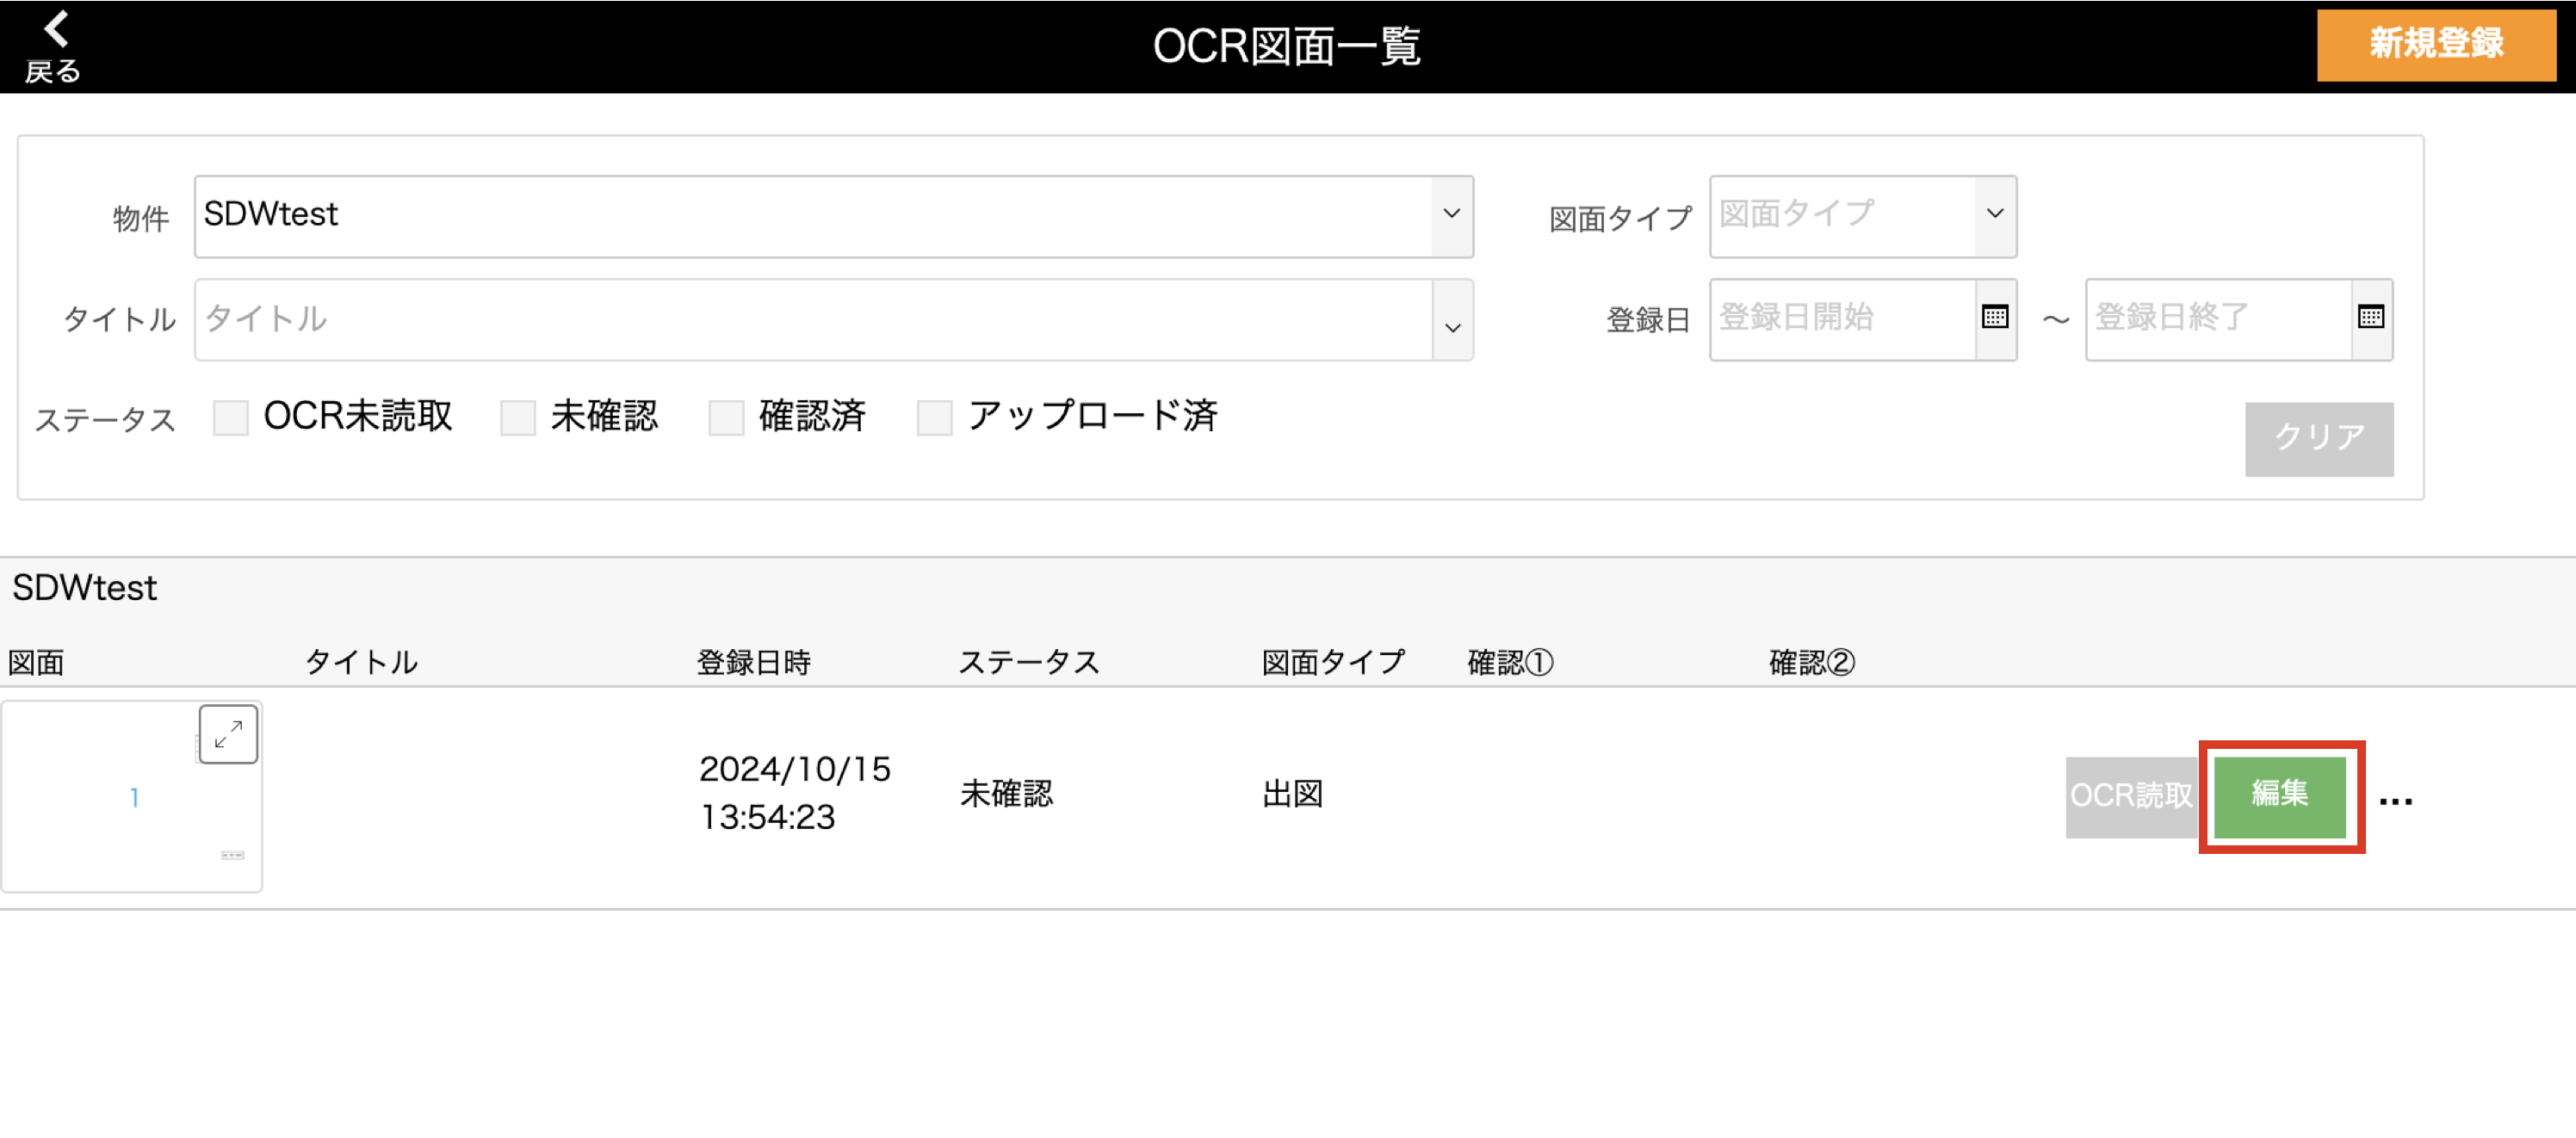 戻る
OCR図面一覧
新規登録
物件 SDWtest 図面タイプ 図面タイプ
タイトル タイトル 登録日 登録日開始 ～ 登録日終了
ステータス OCR未読取 未確認 確認済 アップロード済
クリア
SDWtest
図面 タイトル 登録日時 ステータス 図面タイプ 確認① 確認②
1 2024/10/15 13:54:23 未確認 出図 OCR読取 編集 ...